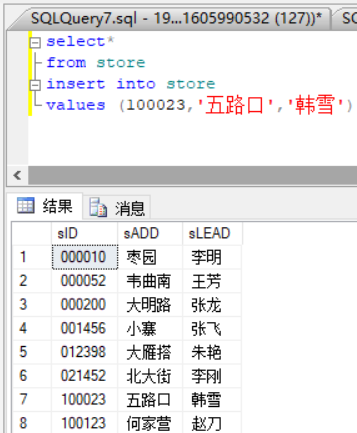 SQLQuery7.sql - 19...1605990532 (127))* SC
select*
from store
insert into store
values (100023,'五路口','韩雪')
结果 消息
sID sADD sLEAD
1 000010 枣园 李明
2 000052 韦曲南 王芳
3 000200 大明路 张龙
4 001456 小寨 张飞
5 012398 大雁搭 朱艳
6 021452 北大街 李刚
7 100023 五路口 韩雪
8 100123 何家营 赵刀